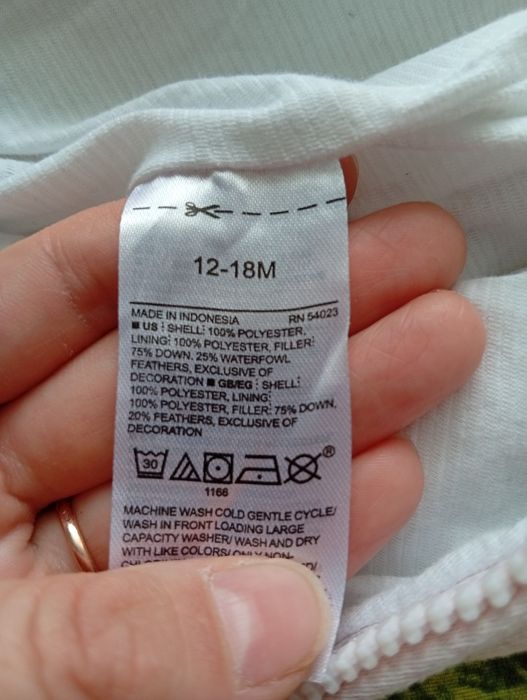 12-18M
MADE IN INDONESIA RN 54023
US : SHELL: 100% POLYESTER,
LINING: 100% POLYESTER, FILLER:
75% DOWN, 25% WATERFOWL
FEATHERS, EXCLUSIVE OF
DECORATION ■ GB/EG : SHELL:
100% POLYESTER, LINING:
100% POLYESTER, FILLER: 75% DOWN,
20% FEATHERS, EXCLUSIVE OF
DECORATION
30
®
1166
MACHINE WASH COLD GENTLE CYCLE/
WASH IN FRONT LOADING LARGE
CAPACITY WASHER/ WASH AND DRY
WITH LIKE COLORS/ ONLY NON-